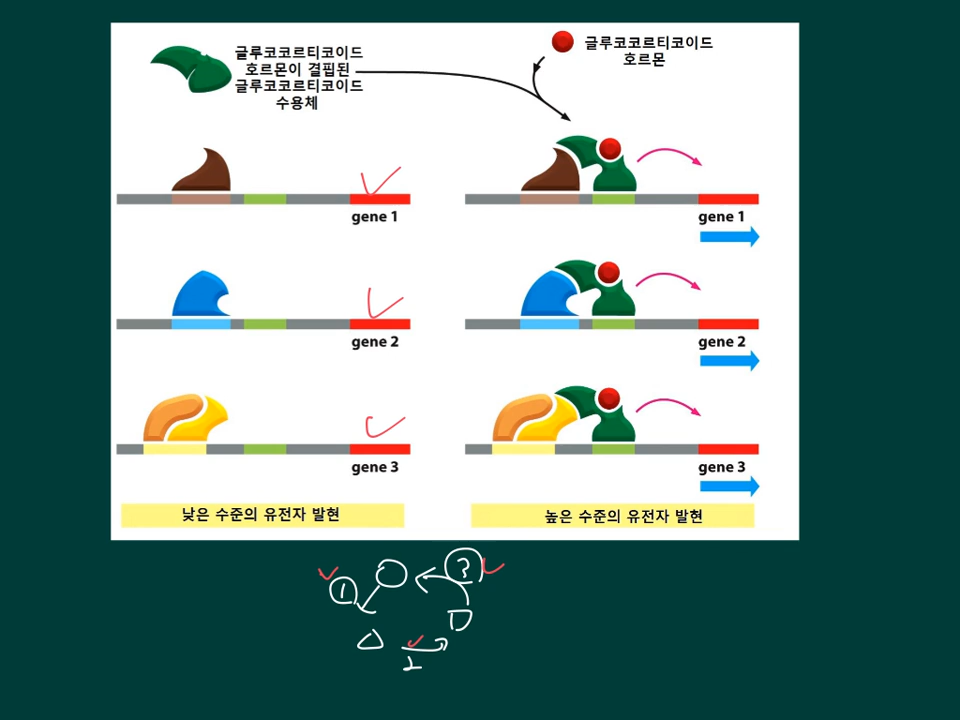 글루코코르티코이드
호르몬이 결핍된
글루코코르티코이드
수용체
글루코코르티코이드
호르몬
gene 1
gene 1
gene 2
gene 2
gene 3
gene 3
낮은 수준의 유전자 발현
높은 수준의 유전자 발현
1
3